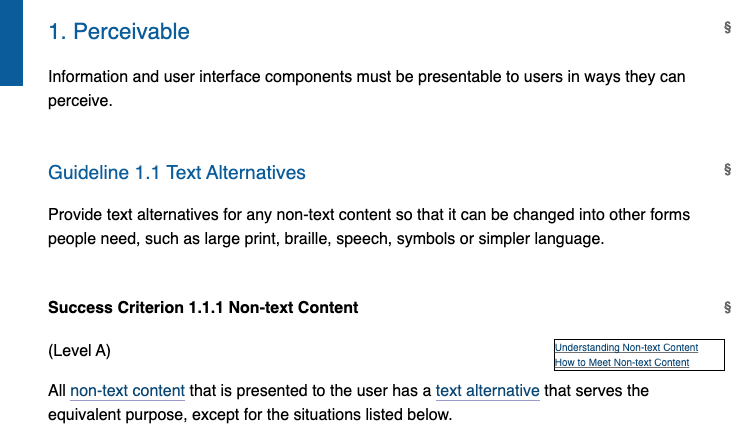 1. Perceivable §
Information and user interface components must be presentable to users in ways they can
perceive.
Guideline 1.1 Text Alternatives §
Provide text alternatives for any non-text content so that it can be changed into other forms
people need, such as large print, braille, speech, symbols or simpler language.
Success Criterion 1.1.1 Non-text Content §
(Level A)
Understanding Non-text Content
How to Meet Non-text Content
All non-text content that is presented to the user has a text alternative that serves the
equivalent purpose, except for the situations listed below.